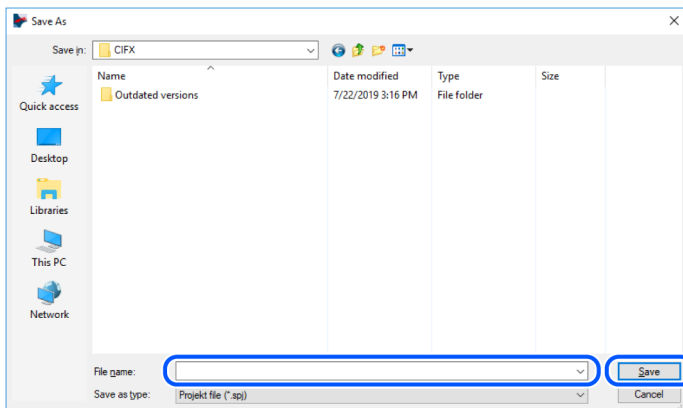 Save As
Save in: CIFX
Name Date modified Type Size
Outdated versions 7/22/2019 3:16 PM File folder
Quick access
Desktop
Libraries
This PC
Network
File name: Save
Save as type: Projekt file (*.spj) Cancel